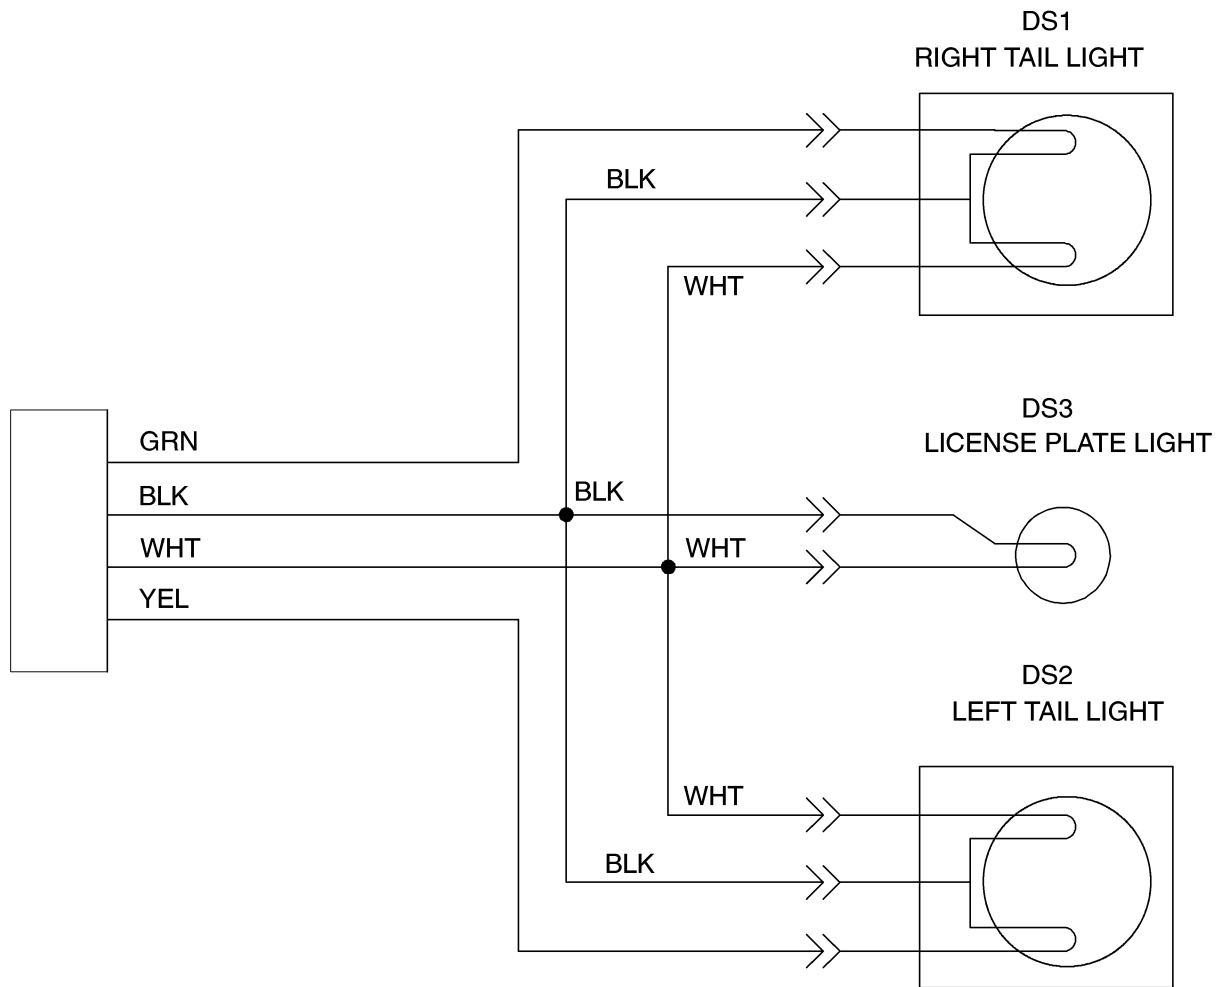 DS1
RIGHT TAIL LIGHT
BLK
WHT
DS3
LICENSE PLATE LIGHT
GRN
BLK
BLK
WHT
WHT
YEL
DS2
LEFT TAIL LIGHT
WHT
BLK